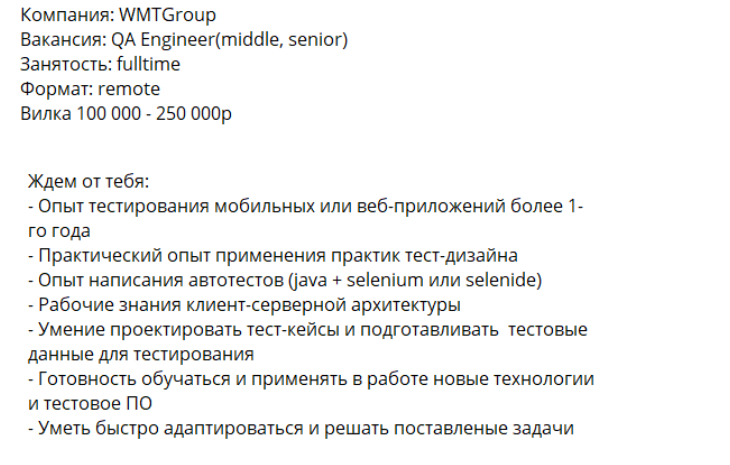 Компания: WMTGroup
Вакансия: QA Engineer(middle, senior)
Занятость: fulltime
Формат: remote
Вилка 100 000 - 250 000р
Ждем от тебя:
- Опыт тестирования мобильных или веб-приложений более 1-
го года
- Практический опыт применения практик тест-дизайна
- Опыт написания автотестов (java + selenium или selenide)
- Рабочие знания клиент-серверной архитектуры
- Умение проектировать тест-кейсы и подготавливать  тестовые
данные для тестирования
- Готовность обучаться и применять в работе новые технологии
и тестовое ПО
- Уметь быстро адаптироваться и решать поставленые задачи